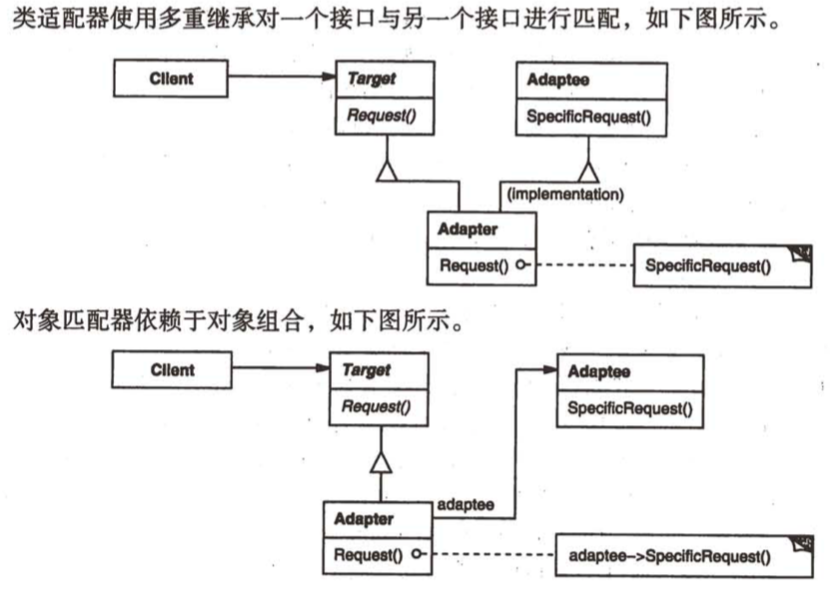 类适配器使用多重继承对一个接口与另一个接口进行匹配，如下图所示。
Client
Target
Request()
Adaptee
SpecificRequest()
(implementation)
Adapter
Request()
SpecificRequest()
对象匹配器依赖于对象组合，如下图所示。
Client
Target
Request()
Adaptee
SpecificRequest()
adaptee
Adapter
Request()
adaptee->SpecificRequest()